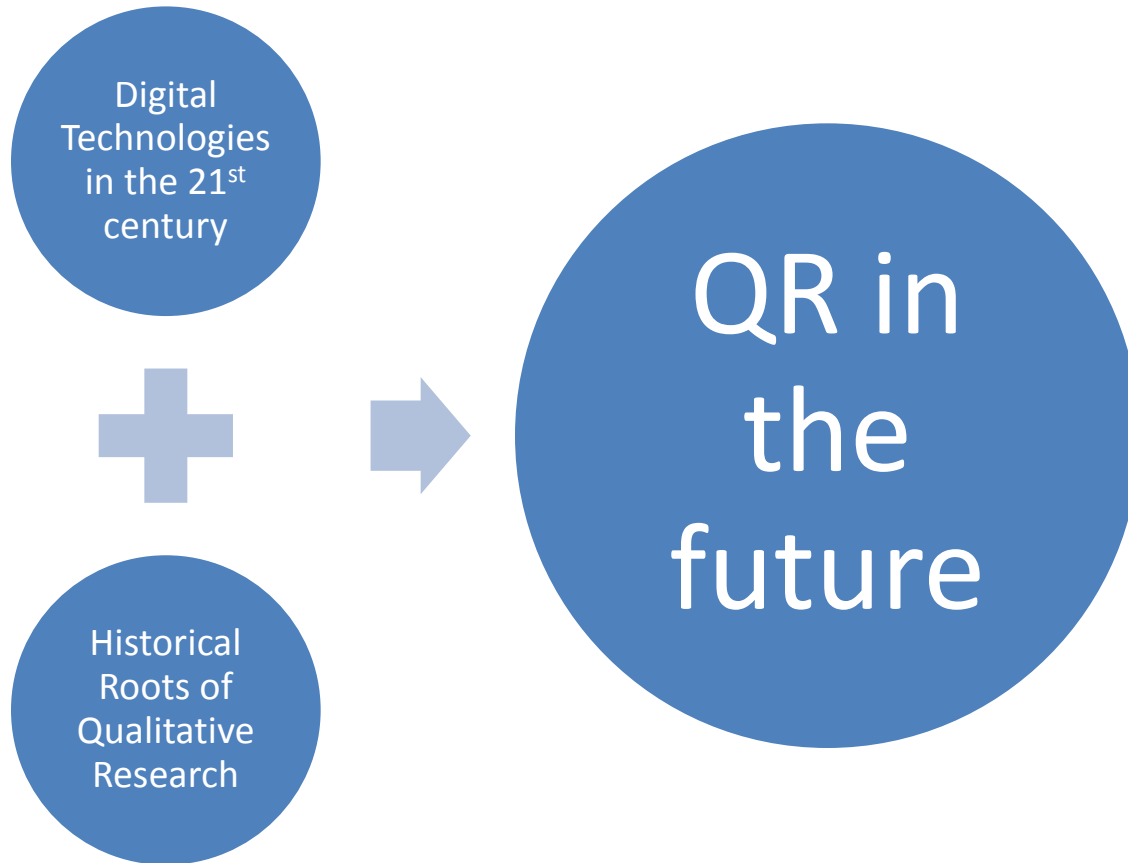 Digital
Technologies
in the 21st
century
Historical
Roots of
Qualitative
Research
QR in
the
future